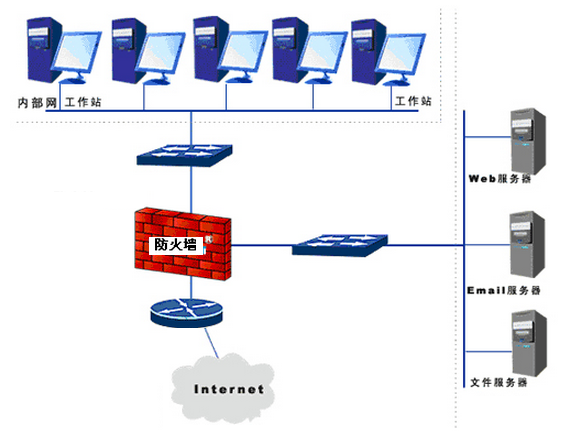 内部网 工作站
工作站
Web服务器
防火墙
Email服务器
文件服务器
Internet